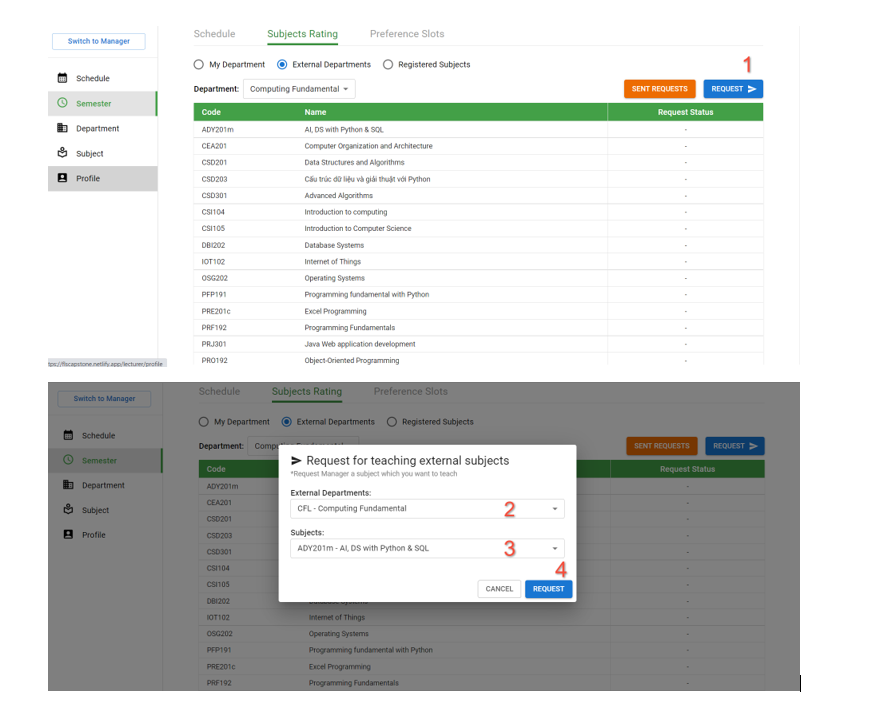 Switch to Manager
Schedule Subjects Rating Preference Slots
My Department External Departments Registered Subjects
1
Schedule
Department: Computing Fundamental SENT REQUESTS REQUEST
Semester
Code Name Request Status
Department
ADY201m AI, DS with Python & SQL -
CEA201 Computer Organization and Architecture -
Subject
CSD201 Data Structures and Algorithms -
Profile
CSD203 Cấu trúc dữ liệu và giải thuật với Python -
CSD301 Advanced Algorithms -
CSI104 Introduction to computing -
CSI105 Introduction to Computer Science -
DBI202 Database Systems -
IOT102 Internet of Things -
OSG202 Operating Systems -
PFP191 Programming fundamental with Python -
PRE201c Excel Programming -
PRF192 Programming Fundamentals -
PRJ301 Java Web application development -
PRO192 Object-Oriented Programming -
tps://fiscapstone.netlify.app/lecturer/profile
Switch to Manager
Schedule Subjects Rating Preference Slots
My Department External Departments Registered Subjects
Schedule
Department: SENT REQUESTS REQUEST
Semester
Code Request Status
Department
ADY201m -
CEA201 -
Subject
CSD201 -
Profile
CSD203 -
CSD301 -
CSI104 -
CSI105 -
Request for teaching external subjects
*Request Manager a subject which you want to teach
External Departments:
CFL - Computing Fundamental 2
Subjects:
ADY201m - AI, DS with Python & SQL 3
4
CANCEL REQUEST
DBI202 Database Systems -
IOT102 Internet of Things -
OSG202 Operating Systems -
PFP191 Programming fundamental with Python -
PRE201c Excel Programming -
PRF192 Programming Fundamentals -